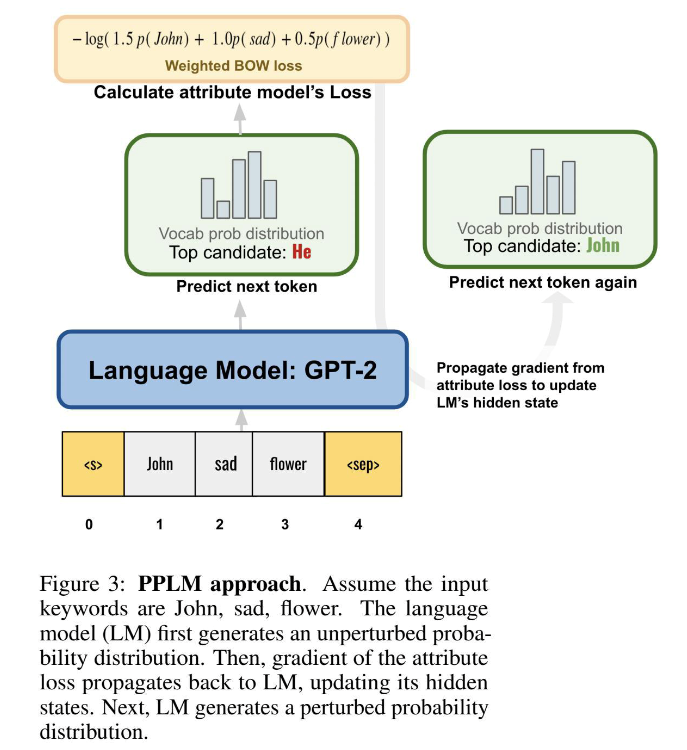 − log( 1.5 p( John) + 1.0p( sad) + 0.5p(f lower) )
Weighted BOW loss
Calculate attribute model's Loss
Vocab prob distribution
Top candidate: He
Predict next token
Vocab prob distribution
Top candidate: John
Predict next token again
Language Model: GPT-2
Propagate gradient from
attribute loss to update
LM's hidden state
<s> John sad flower <sep>
0 1 2 3 4
Figure 3: PPLM approach. Assume the input
keywords are John, sad, flower. The language
model (LM) first generates an unperturbed proba-
bility distribution. Then, gradient of the attribute
loss propagates back to LM, updating its hidden
states. Next, LM generates a perturbed probability
distribution.